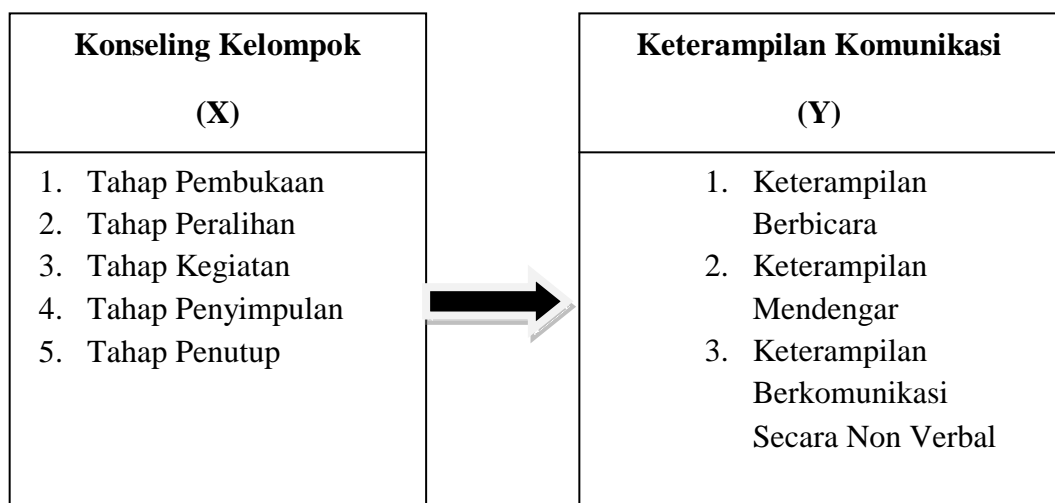 Konseling Kelompok
(X)
1. Tahap Pembukaan
2. Tahap Peralihan
3. Tahap Kegiatan
4. Tahap Penyimpulan
5. Tahap Penutup
Keterampilan Komunikasi
(Y)
1. Keterampilan
Berbicara
2. Keterampilan
Mendengar
3. Keterampilan
Berkomunikasi
Secara Non Verbal